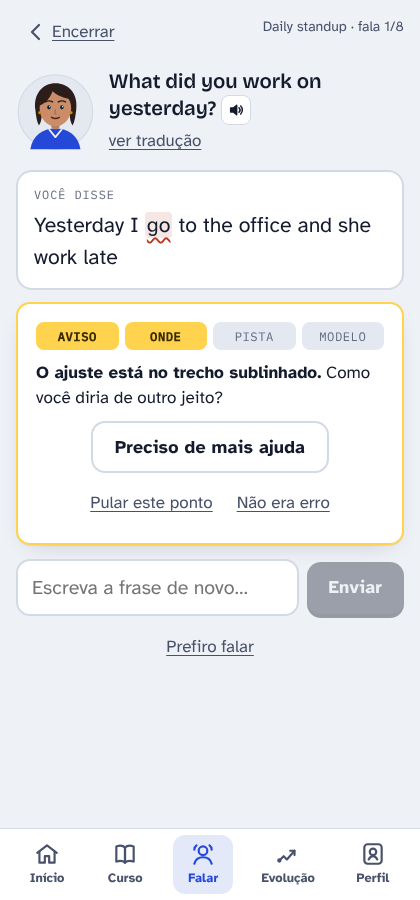 Encerrar
Daily standup · fala 1/8
What did you work on
yesterday?
ver tradução
VOCÊ DISSE
Yesterday I go to the office and she
work late
AVISO
ONDE
PISTA
MODELO
O ajuste está no trecho sublinhado. Como
você diria de outro jeito?
Preciso de mais ajuda
Pular este ponto
Não era erro
Escreva a frase de novo...
Enviar
Prefiro falar
Início
Curso
Falar
Evolução
Perfil